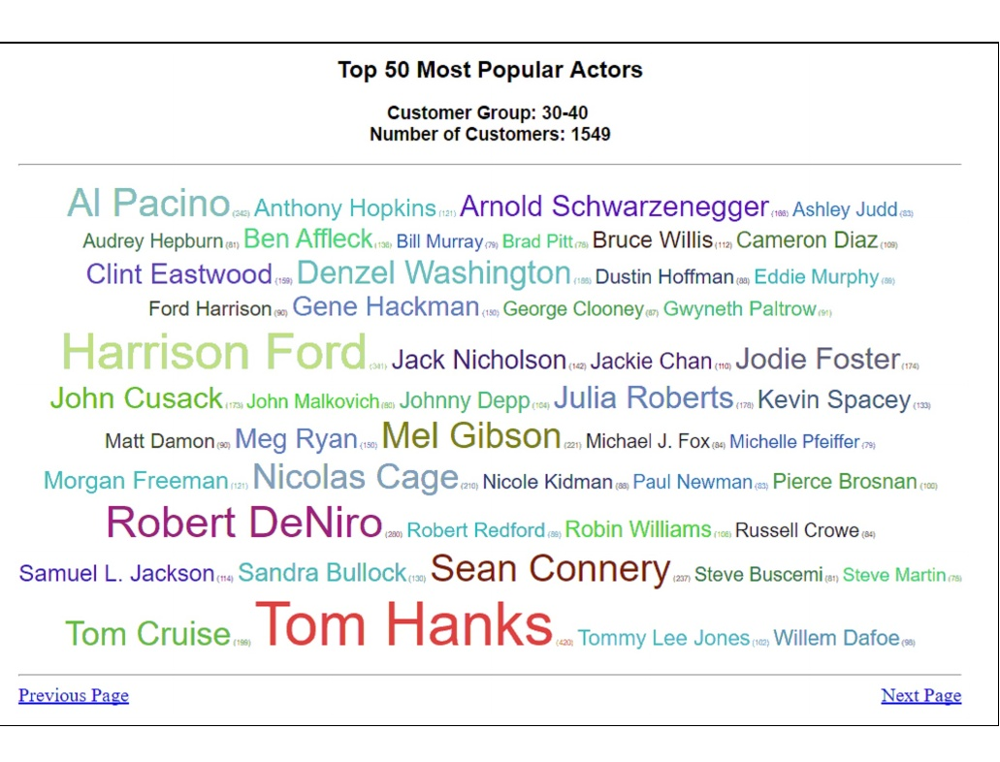 Top 50 Most Popular Actors
Customer Group: 30-40
Number of Customers: 1549
Al Pacino (242) Anthony Hopkins (121) Arnold Schwarzenegger (166) Ashley Judd (83)
Audrey Hepburn (81) Ben Affleck (136) Bill Murray (79) Brad Pitt (78) Bruce Willis (112) Cameron Diaz (109)
Clint Eastwood (159) Denzel Washington Dustin Hoffman (88) Eddie Murphy (89)
Ford Harrison (90) Gene Hackman (150) George Clooney (87) Gwyneth Paltrow (91)
Harrison Ford (341) Jack Nicholson (142) Jackie Chan (110) Jodie Foster (174)
John Cusack (173) John Malkovich (80) Johnny Depp (104) Julia Roberts (178) Kevin Spacey (133)
Matt Damon (90) Meg Ryan (150) Mel Gibson (221) Michael J. Fox (84) Michelle Pfeiffer (79)
Morgan Freeman (121) Nicolas Cage (210) Nicole Kidman (88) Paul Newman (83) Pierce Brosnan (100)
Robert DeNiro (280) Robert Redford (89) Robin Williams (108) Russell Crowe (84)
Samuel L. Jackson (114) Sandra Bullock (130) Sean Connery (237) Steve Buscemi (81) Steve Martin (78)
Tom Cruise (199) Tom Hanks (420) Tommy Lee Jones (102) Willem Dafoe (98)
Previous Page Next Page